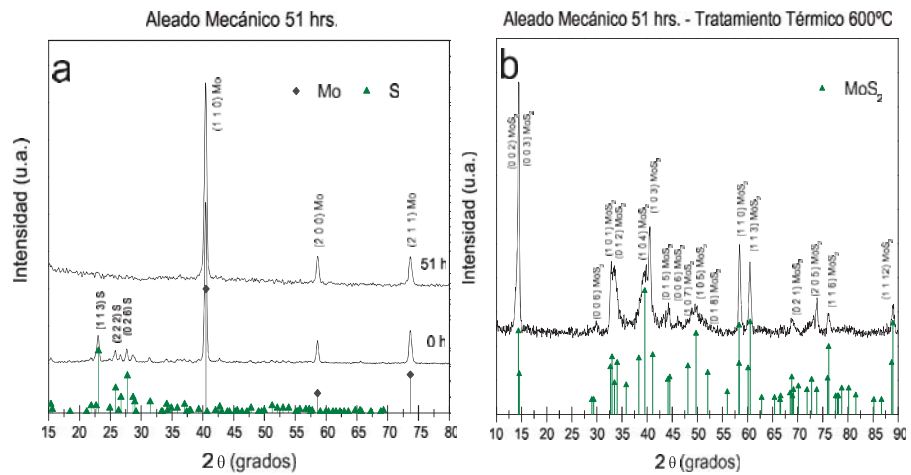 Aleado Mecánico 51 hrs.
a
Mo
S
(1 1 0) Mo
(2 0 0) Mo
(2 1 1) Mo
51 h
(1 1 3) S
(2 2 2) S
(0 2 6) S
0 h
Intensidad (u.a.)
15 20 25 30 35 40 45 50 55 60 65 70 75 80
2 θ (grados)
Aleado Mecánico 51 hrs. - Tratamiento Térmico 600ºC
b
MoS2
(0 0 2) MoS2
(0 0 3) MoS2
(0 0 6) MoS2
(1 0 1) MoS2
(0 1 2) MoS2
(1 0 4) MoS2
(1 0 3) MoS2
(0 1 5) MoS2
(0 0 6) MoS2
(1 0 7) MoS2
(1 0 5) MoS2
(0 1 8) MoS2
(1 1 0) MoS2
(1 1 3) MoS2
(0 2 1) MoS2
(2 0 5) MoS2
(1 1 6) MoS2
(1 1 12) MoS2
Intensidad (u.a.)
10 15 20 25 30 35 40 45 50 55 60 65 70 75 80 85 90
2 θ (grados)